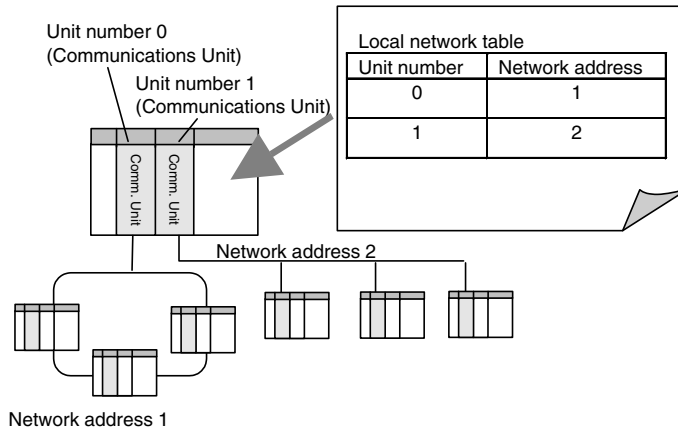 Unit number 0
(Communications Unit)
Unit number 1
(Communications Unit)
Comm. Unit
Comm. Unit
Local network table
Unit number Network address
0 1
1 2
Network address 2
Network address 1